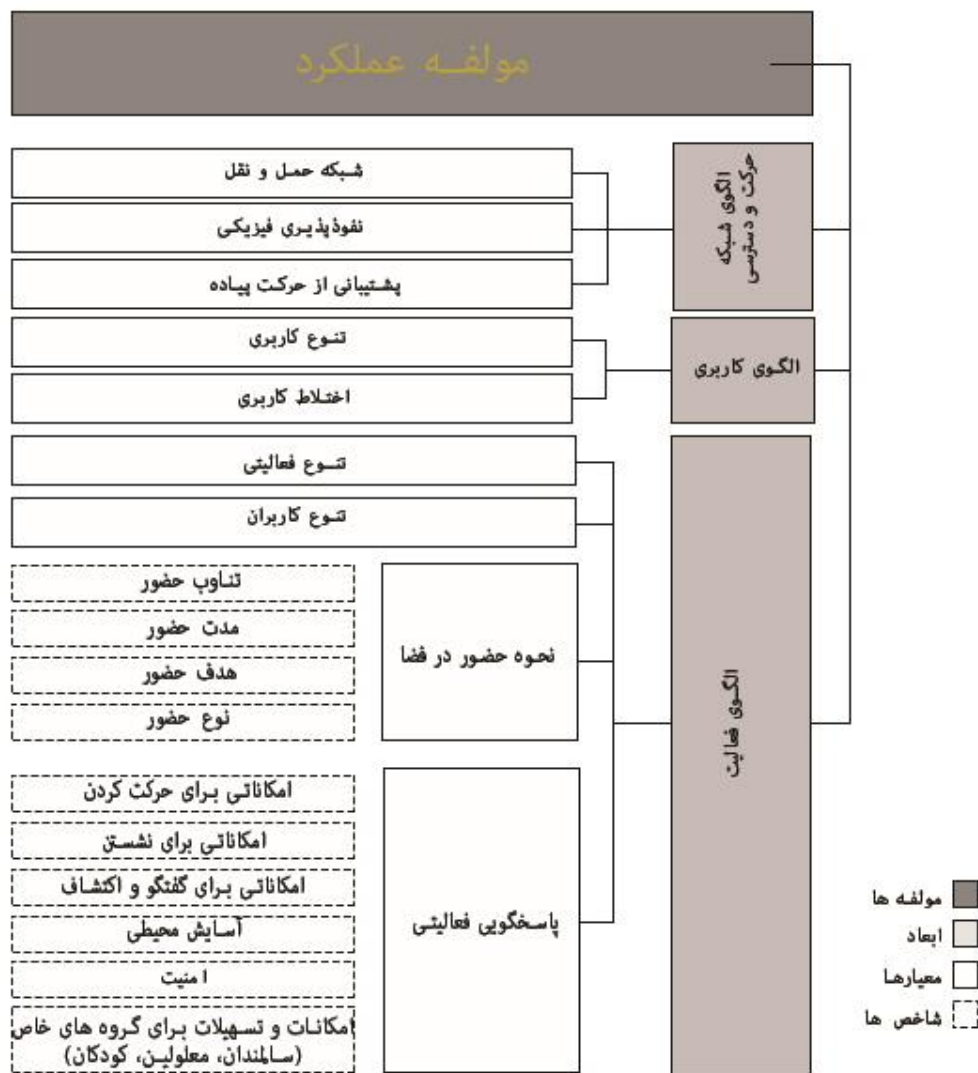 مولفه عملکرد
الگوی شبکه
حرکت و دسترسی
شبکه حمل و نقل
نفوذپذیری فیزیکی
پشتیبانی از حرکت پیاده
الگوی کاربری
تنوع کاربری
اختلاط کاربری
الگوی فعالیت
تنوع فعالیتی
تنوع کاربران
نحوه حضور در فضا
تناوب حضور
مدت حضور
هدف حضور
نوع حضور
پاسخگویی فعالیتی
امکاناتی برای حرکت کردن
امکاناتی برای نشستن
امکاناتی برای گفتگو و اکتشاف
آسایش محیطی
امنیت
امکانات و تسهیلات برای گروه های خاص
(سالمندان، معلولین، کودکان)
مولفه ها
ابعاد
معیارها
شاخص ها